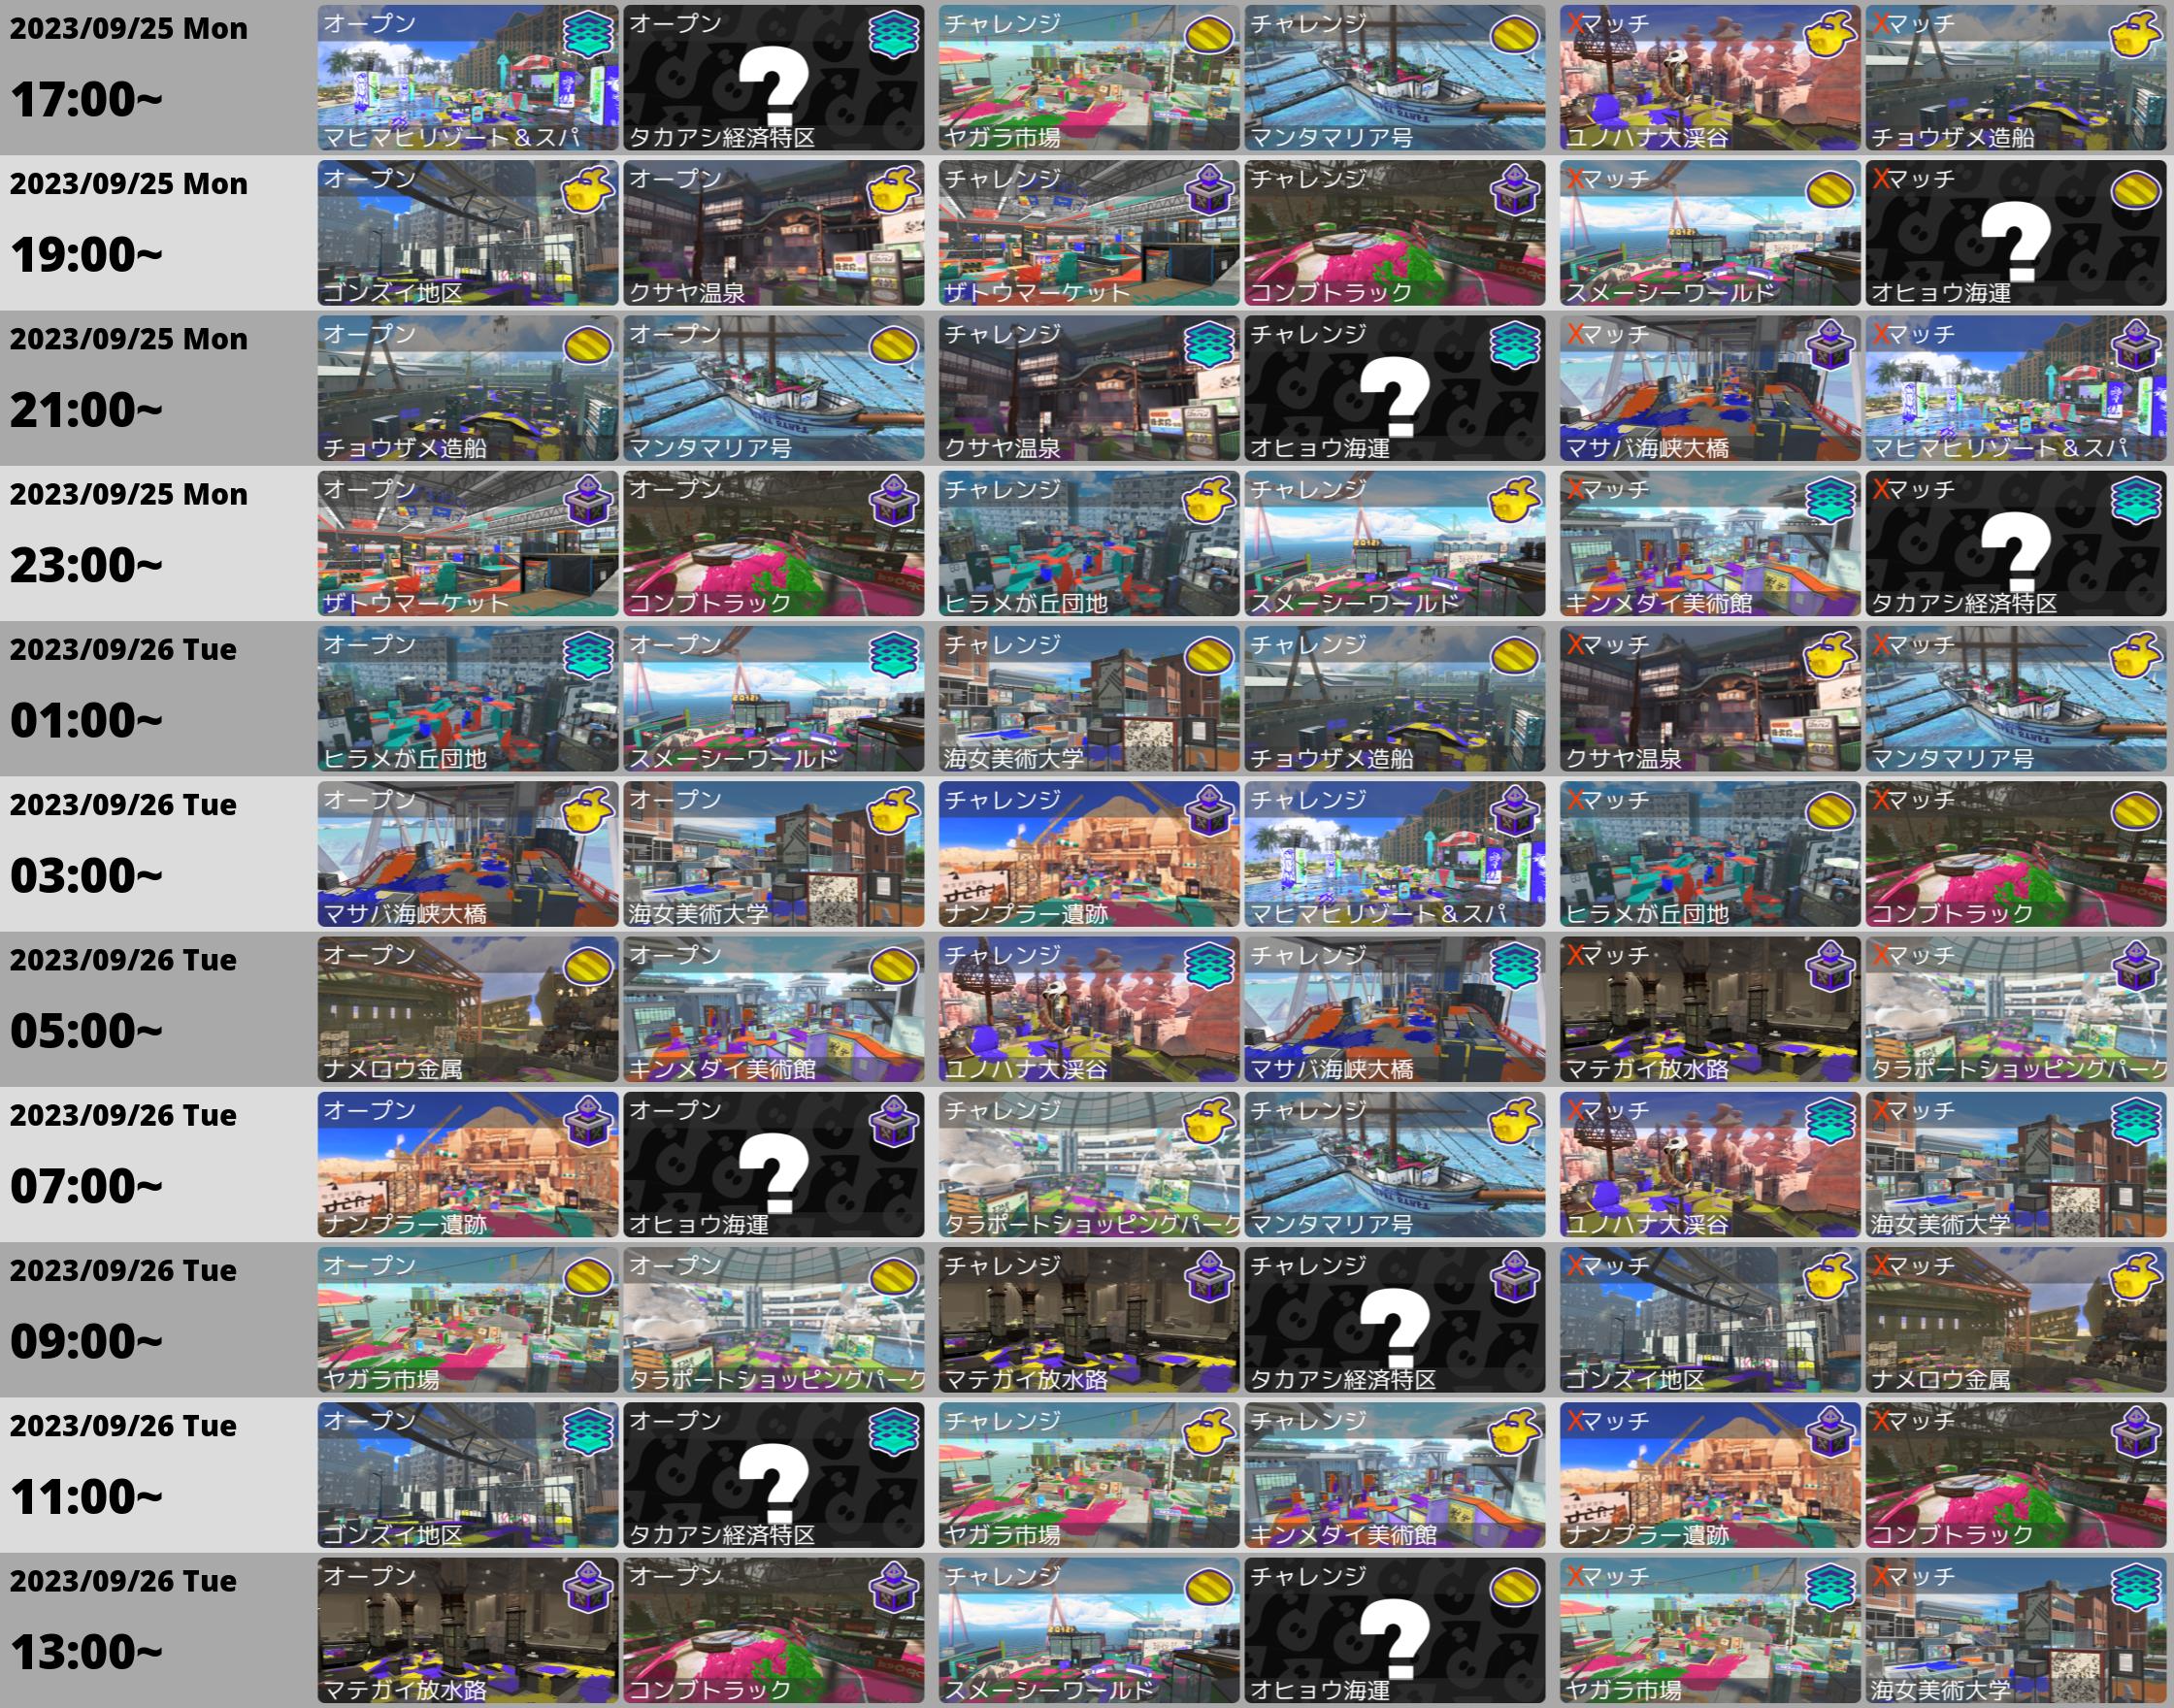 2023/09/25 Mon
17:00~
オープン
マヒマヒリゾート&スパ
オープン
タカアシ経済特区
チャレンジ
ヤガラ市場
チャレンジ
マンタマリア号
Xマッチ
ユノハナ大渓谷
Xマッチ
チョウザメ造船
2023/09/25 Mon
19:00~
オープン
ゴンズイ地区
オープン
クサヤ温泉
チャレンジ
ザトウマーケット
チャレンジ
コンブトラック
Xマッチ
スメーシーワールド
Xマッチ
オヒョウ海運
2023/09/25 Mon
21:00~
オープン
チョウザメ造船
オープン
マンタマリア号
チャレンジ
クサヤ温泉
チャレンジ
オヒョウ海運
Xマッチ
マサバ海峡大橋
Xマッチ
マヒマヒリゾート&スパ
2023/09/25 Mon
23:00~
オープン
ザトウマーケット
オープン
コンブトラック
チャレンジ
ヒラメが丘団地
チャレンジ
スメーシーワールド
Xマッチ
キンメダイ美術館
Xマッチ
タカアシ経済特区
2023/09/26 Tue
01:00~
オープン
ヒラメが丘団地
オープン
スメーシーワールド
チャレンジ
海女美術大学
チャレンジ
チョウザメ造船
Xマッチ
クサヤ温泉
Xマッチ
マンタマリア号
2023/09/26 Tue
03:00~
オープン
マサバ海峡大橋
オープン
海女美術大学
チャレンジ
ナンプラー遺跡
チャレンジ
マヒマヒリゾート&スパ
Xマッチ
ヒラメが丘団地
Xマッチ
コンブトラック
2023/09/26 Tue
05:00~
オープン
ナメロウ金属
オープン
キンメダイ美術館
チャレンジ
ユノハナ大渓谷
チャレンジ
マサバ海峡大橋
Xマッチ
マテガイ放水路
Xマッチ
タラポートショッピングパーク
2023/09/26 Tue
07:00~
オープン
ナンプラー遺跡
オープン
オヒョウ海運
チャレンジ
タラポートショッピングパーク
チャレンジ
マンタマリア号
Xマッチ
ユノハナ大渓谷
Xマッチ
海女美術大学
2023/09/26 Tue
09:00~
オープン
ヤガラ市場
オープン
タラポートショッピングパーク
チャレンジ
マテガイ放水路
チャレンジ
タカアシ経済特区
Xマッチ
ゴンズイ地区
Xマッチ
ナメロウ金属
2023/09/26 Tue
11:00~
オープン
ゴンズイ地区
オープン
タカアシ経済特区
チャレンジ
ヤガラ市場
チャレンジ
キンメダイ美術館
Xマッチ
ナンプラー遺跡
Xマッチ
コンブトラック
2023/09/26 Tue
13:00~
オープン
マテガイ放水路
オープン
コンブトラック
チャレンジ
スメーシーワールド
チャレンジ
オヒョウ海運
Xマッチ
ヤガラ市場
Xマッチ
海女美術大学